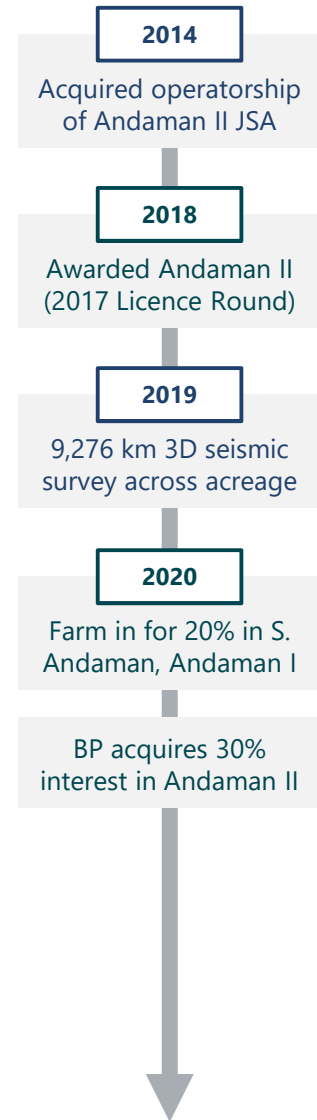 2014
Acquired operatorship
of Andaman II JSA
2018
Awarded Andaman II
(2017 Licence Round)
2019
9,276 km 3D seismic
survey across acreage
2020
Farm in for 20% in S.
Andaman, Andaman I
BP acquires 30%
interest in Andaman II